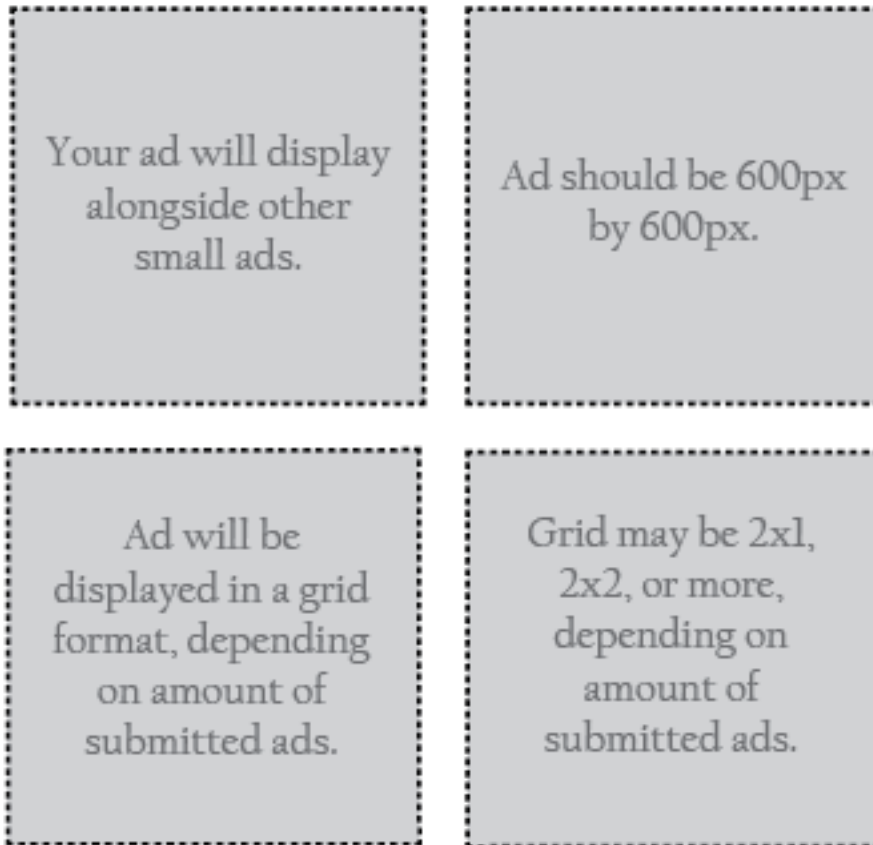 Your ad will display
alongside other
small ads.
Ad should be 600px
by 600px.
Ad will be
displayed in a grid
format, depending
on amount of
submitted ads.
Grid may be 2x1,
2x2, or more,
depending on
amount of
submitted ads.